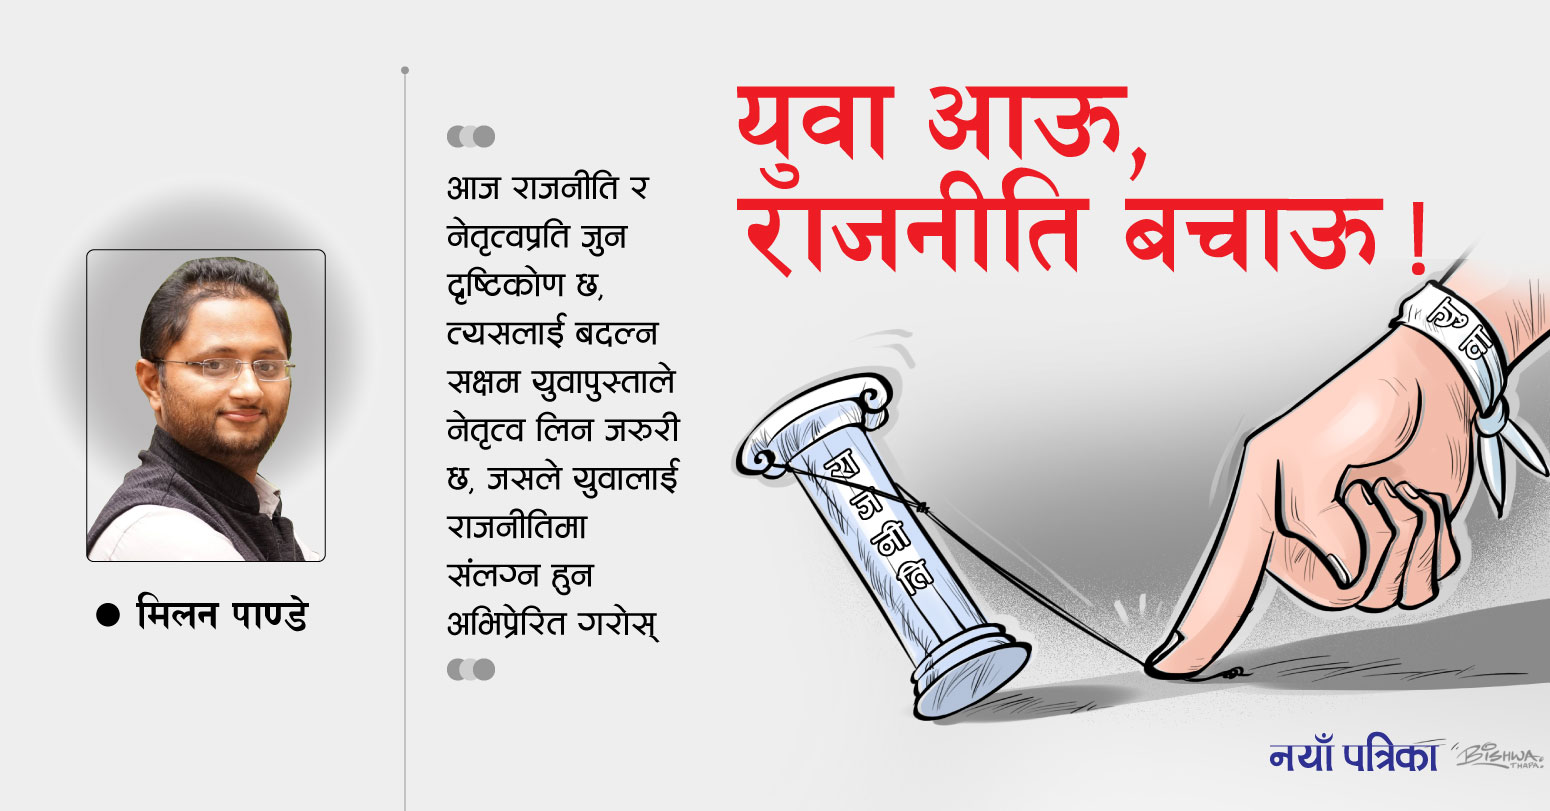 युवा आऊ,
राजनीति बचाऊ !
आज राजनीति र
नेतृत्वप्रति जुन
दृष्टिकोण छ,
त्यसलाई बदल्न
सक्षम युवापुस्ताले
नेतृत्व लिन जरुरी
छ, जसले युवालाई
राजनीतिमा
संलग्न हुन
अभिप्रेरित गरोस्
मिलन पाण्डे
राजनीति
युवा
नयाँ पत्रिका
BISHWA.
THAPA.